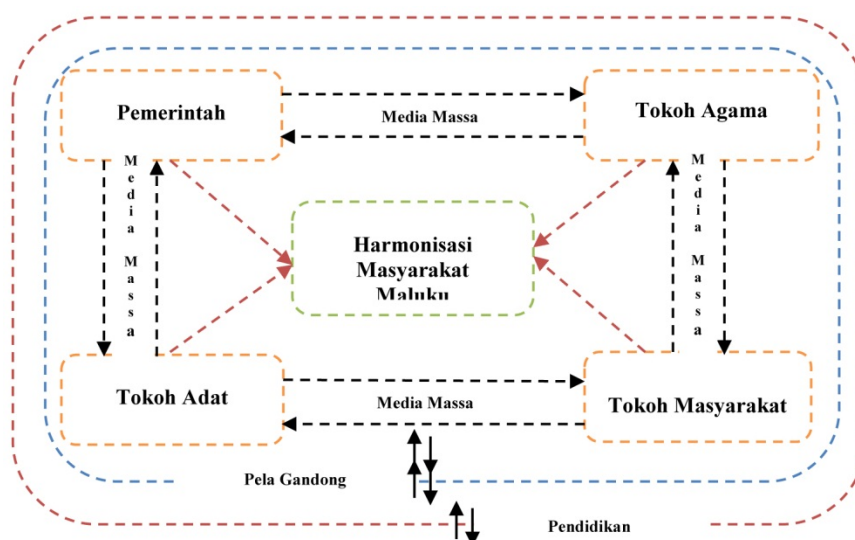 Pemerintah
Media Massa
Tokoh Agama
Media Massa
Media Massa
Harmonisasi
Masyarakat
Maluku
Tokoh Adat
Media Massa
Tokoh Masyarakat
Pela Gandong
Pendidikan